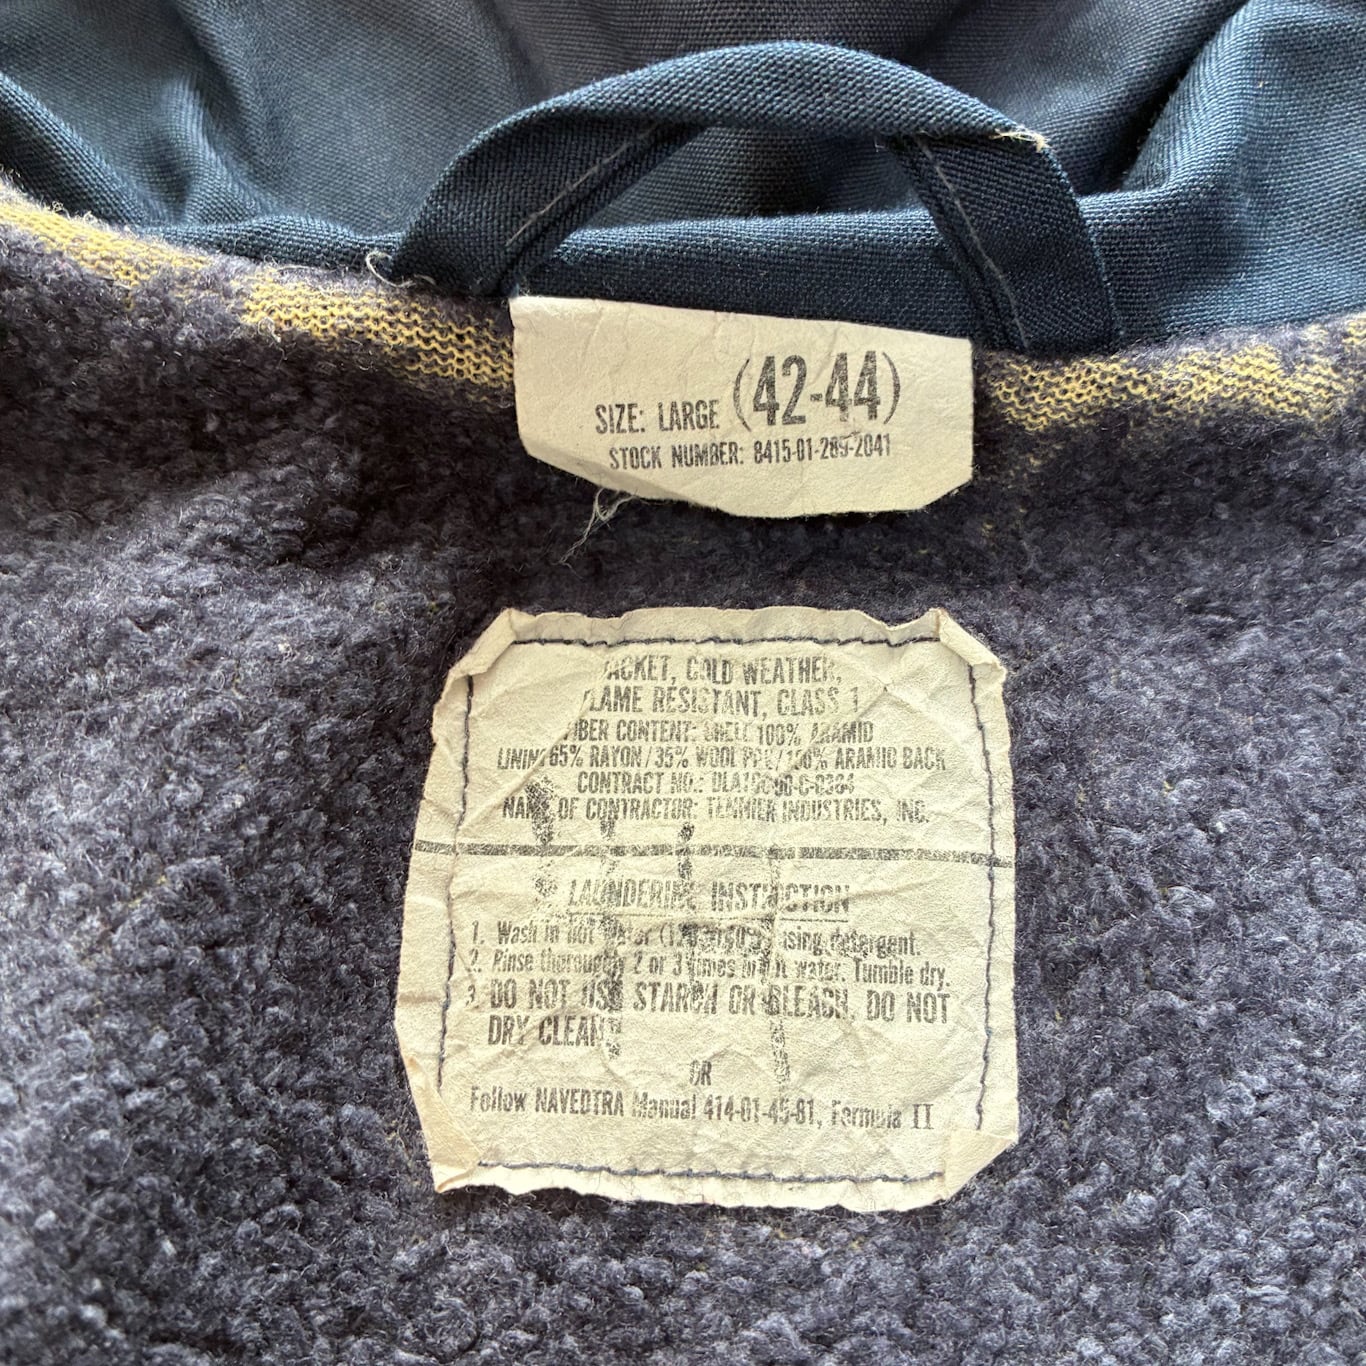 SIZE: LARGE (42-44)
STOCK NUMBER: 8415-01-289-2041
JACKET, COLD WEATHER,
FLAME RESISTANT, CLASS 1
FIBER CONTENT: SHELL 100% ARAMID
LINING 65% RAYON/35% WOOL PILE/100% ARAMID BACK
CONTRACT NO.:
NAME OF CONTRACTOR: TENNIER INDUSTRIES, INC.
LAUNDERING INSTRUCTION
1. Wash in hot water using detergent.
2. Rinse thoroughly 2 or 3 times in water. Tumble dry.
3. DO NOT USE STARCH OR BLEACH, DO NOT
DRY CLEAN.
OR
Follow NAVEDTRA Manual 414-01-45-81, Formula II